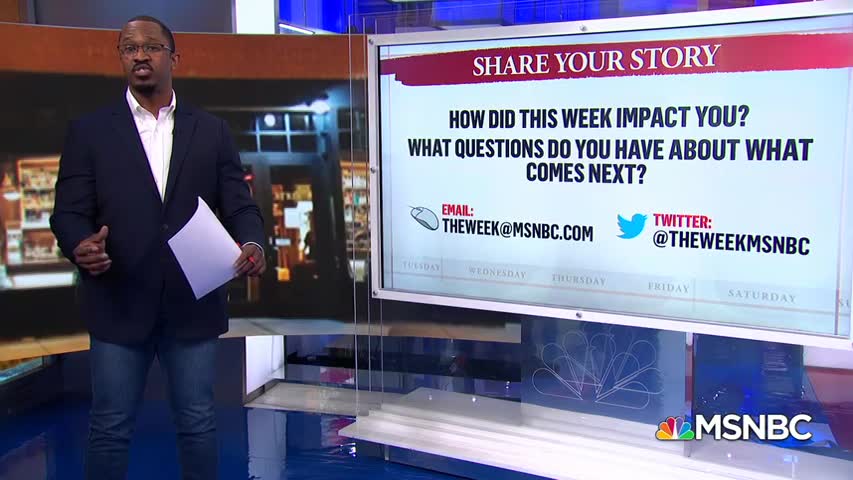 SHARE YOUR STORY
HOW DID THIS WEEK IMPACT YOU?
WHAT QUESTIONS DO YOU HAVE ABOUT WHAT
COMES NEXT?
EMAIL:
THEWEEK@MSNBC.COM
TWITTER:
@THEWEEKMSNBC
TUESDAY WEDNESDAY THURSDAY FRIDAY SATURDAY
MSNBC